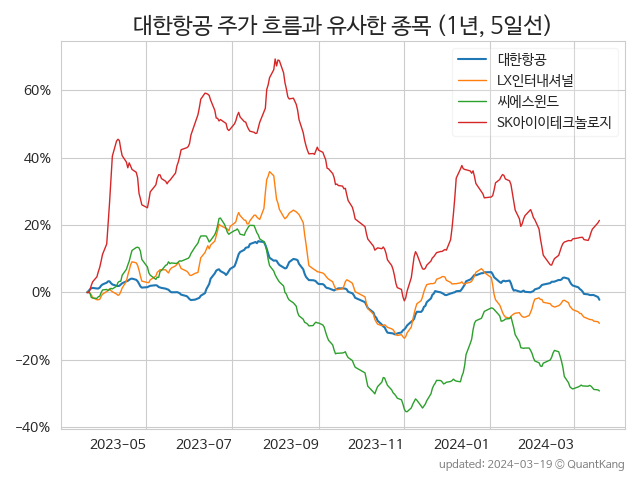 대한항공 주가 흐름과 유사한 종목 (1년, 5일선)
대한항공
LX인터내셔널
씨에스윈드
SK아이이테크놀로지
60%
40%
20%
0%
−20%
−40%
2023-05
2023-07
2023-09
2023-11
2024-01
2024-03
updated: 2024-03-19 © QuantKang